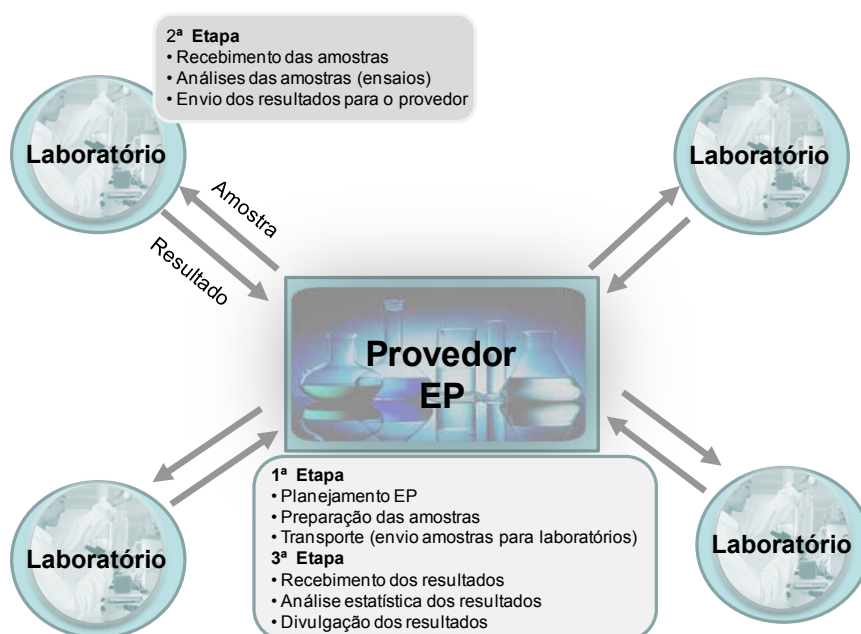 2ª Etapa
• Recebimento das amostras
• Análises das amostras (ensaios)
• Envio dos resultados para o provedor
Laboratório
Laboratório
Amostra
Resultado
Provedor
EP
1ª Etapa
• Planejamento EP
• Preparação das amostras
• Transporte (envio amostras para laboratórios)
3ª Etapa
• Recebimento dos resultados
• Análise estatística dos resultados
• Divulgação dos resultados
Laboratório
Laboratório